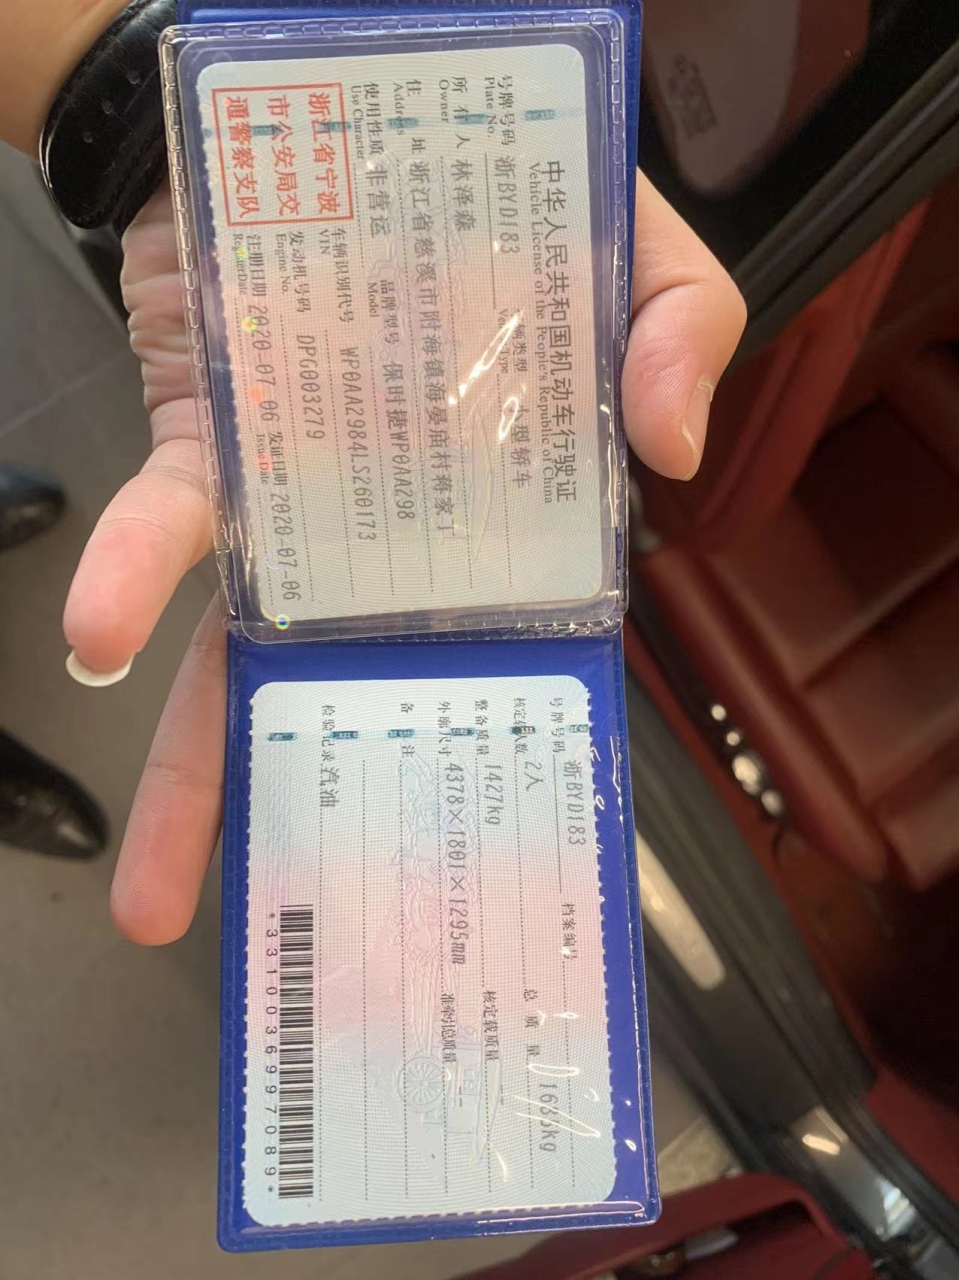 中华人民共和国机动车行驶证
Vehicle License of the People's Republic of China
号牌号码 浙BYD183 辆类型 小型轿车
Plate No.
所有人 林泽森
Owner
住址 浙江省慈溪市附海镇海晏庙村蒋家丁
Address
使用性质 非营运 品牌型号 保时捷WP0AA298
Use Character Model
浙江省宁波
市公安局交
通警察支队
车辆识别代号 WP0AA2984LS260173
VIN
发动机号码 DPG003279
Engine No.
注册日期 2020-07-06 发证日期 2020-07-06
Register Date Issue Date
号牌号码 浙BYD183 档案编号
核定载人数 2人 总质量
整备质量 1427kg 核定载质量
外廓尺寸 4378×1801×1295mm 准牵引总质量 --
备注
检验记录 汽油
*3310036997089*